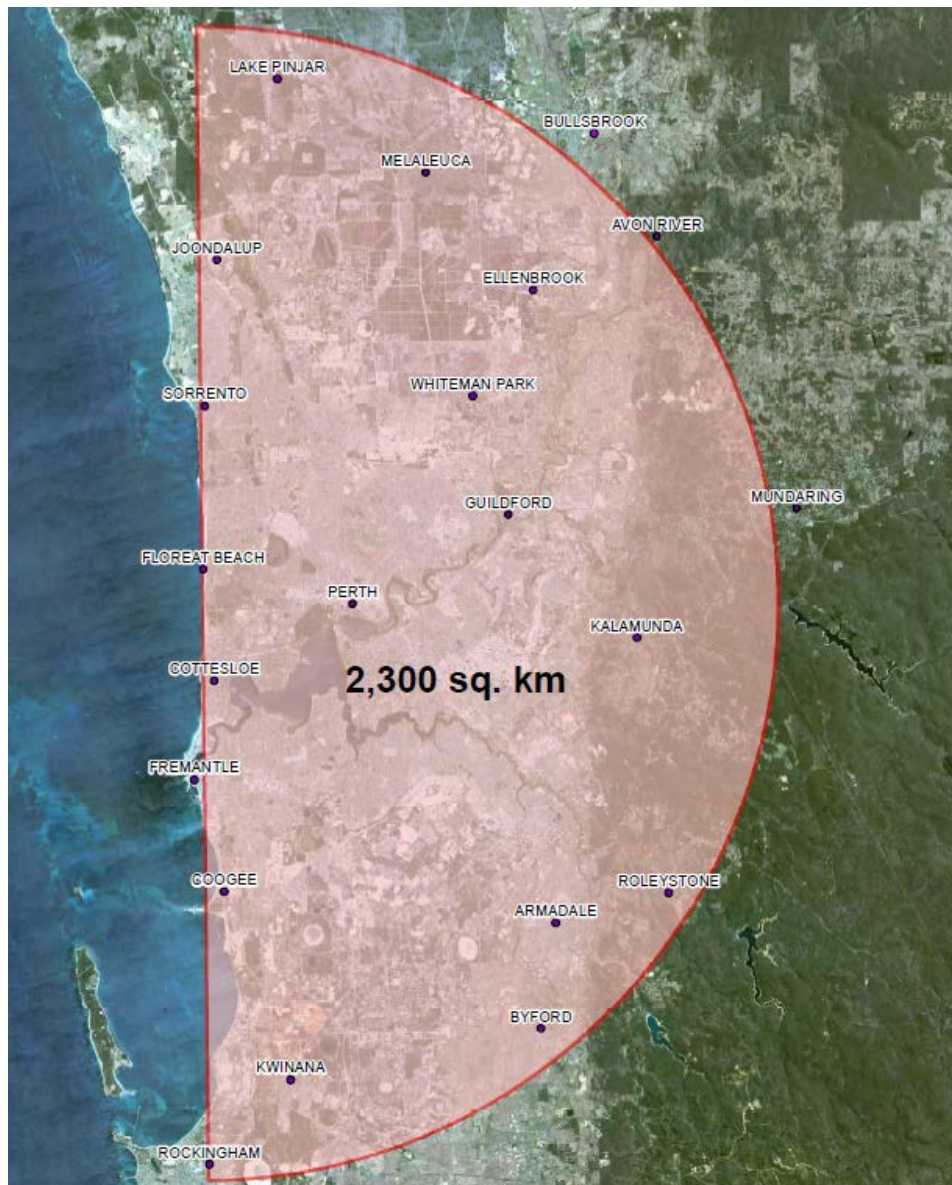 LAKE PINJAR
BULLSBROOK
MELALEUCA
AVON RIVER
JOONDALUP
ELLENBROOK
WHITEMAN PARK
SORRENTO
MUNDARING
GUILDFORD
FLOREAT BEACH
PERTH
KALAMUNDA
COTTESLOE
2,300 sq. km
FREMANTLE
COOGEE
ROLEYSTONE
ARMADALE
BYFORD
KWINANA
ROCKINGHAM